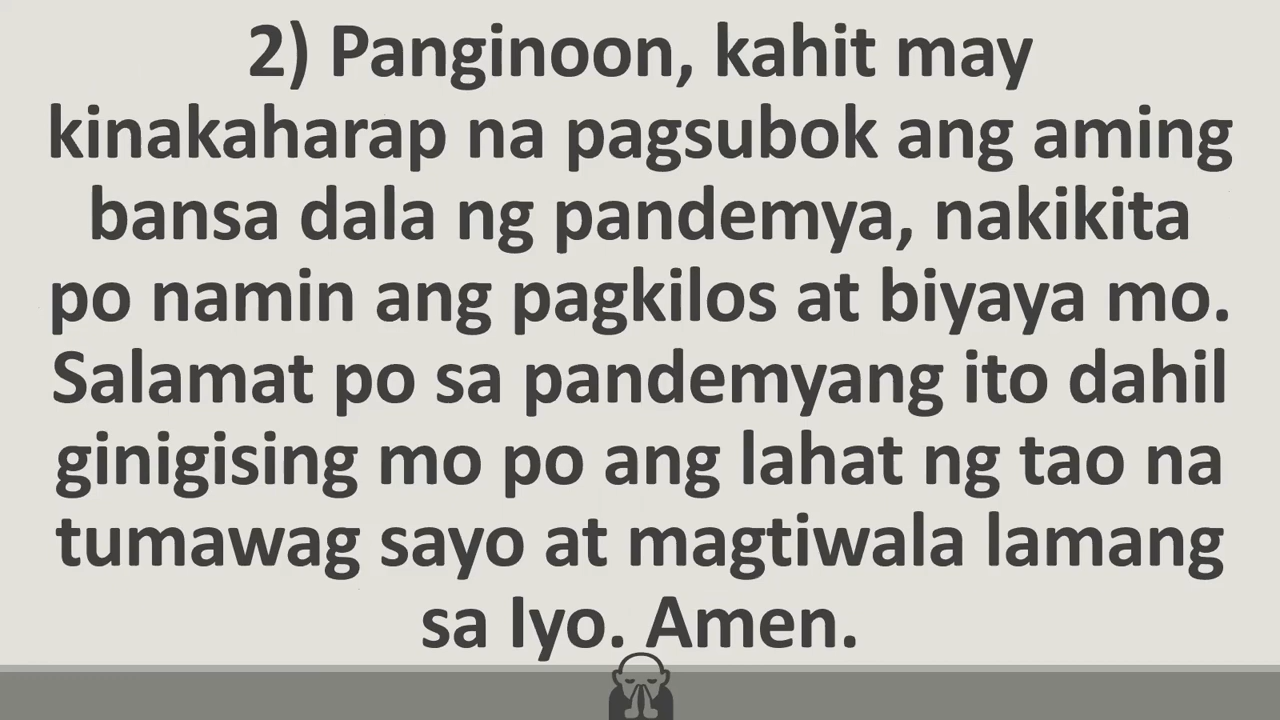 2) Panginoon, kahit may
kinakaharap na pagsubok ang aming
bansa dala ng pandemya, nakikita
po namin ang pagkilos at biyaya mo.
Salamat po sa pandemyang ito dahil
ginigising mo po ang lahat ng tao na
tumawag sayo at magtiwala lamang
sa Iyo. Amen.